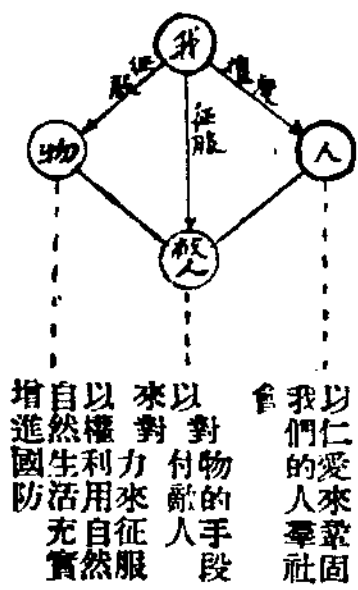 我
征服
征服
愛
物
人
敵人
以仁愛來鞏固
我們的人羣社
會
以對物的手段
來對付敵人
以權力來征服
自然利用自然
增進生活充實
國防